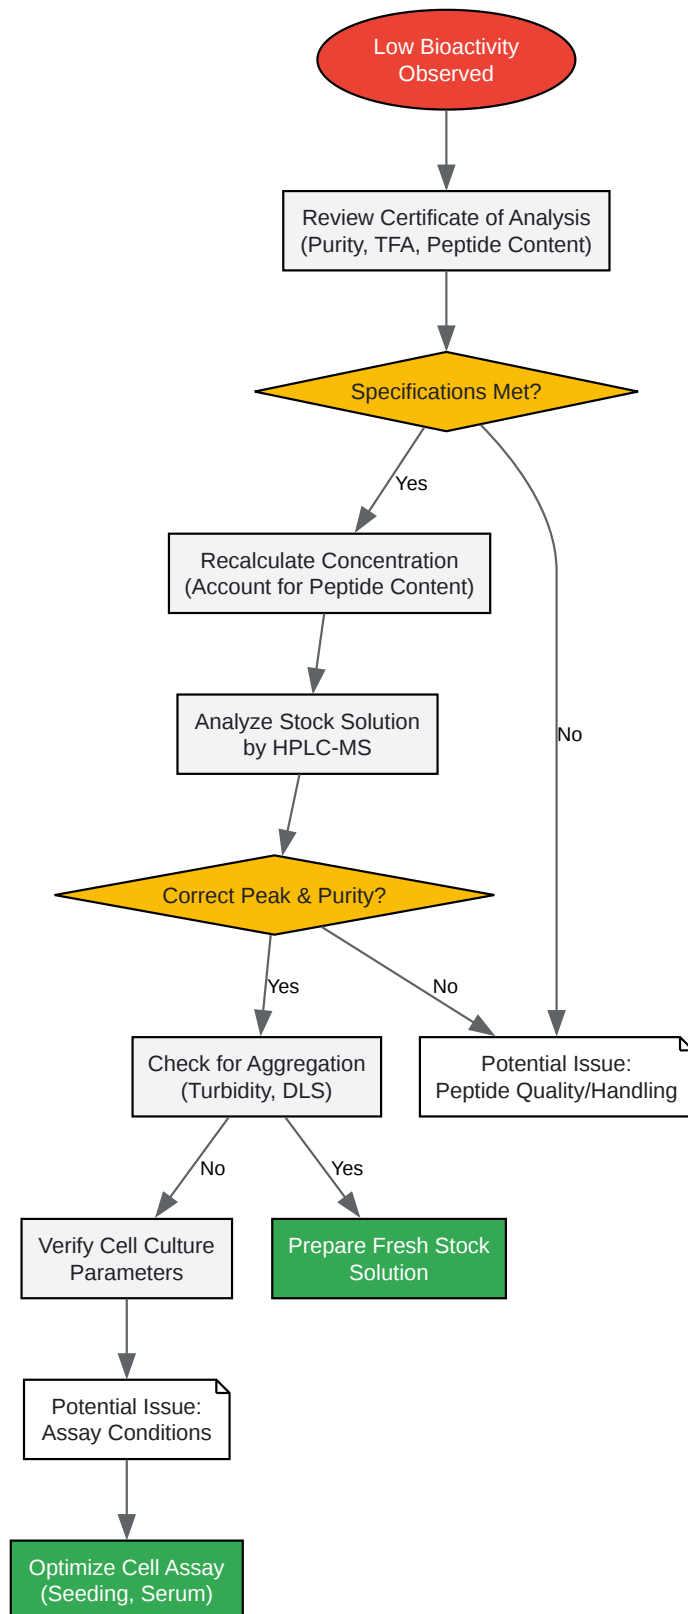 Low Bioactivity
Observed
Review Certificate of Analysis
(Purity, TFA, Peptide Content)
Specifications Met?
Yes
Recalculate Concentration
(Account for Peptide Content)
Analyze Stock Solution
by HPLC-MS
No
Correct Peak & Purity?
Yes
No
Check for Aggregation
(Turbidity, DLS)
Potential Issue:
Peptide Quality/Handling
No
Yes
Verify Cell Culture
Parameters
Prepare Fresh Stock
Solution
Potential Issue:
Assay Conditions
Optimize Cell Assay
(Seeding, Serum)